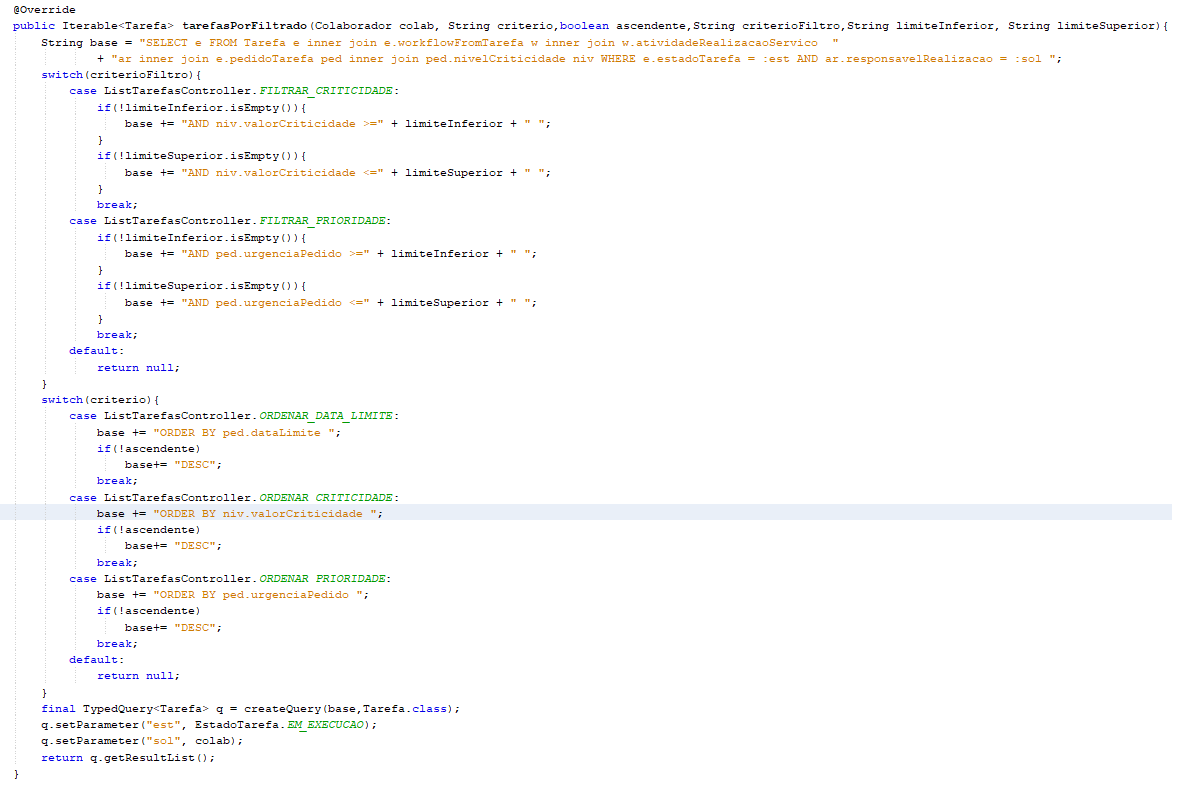 @Override
public Iterable<Tarefa> tarefasPorFiltrado(Colaborador colab, String criterio,boolean ascendente,String criterioFiltro,String limiteInferior, String limiteSuperior){
    String base = "SELECT e FROM Tarefa e inner join e.workflowFromTarefa w inner join w.atividadeRealizacaoServico  "
            + "ar inner join e.pedidoTarefa ped inner join ped.nivelCriticidade niv WHERE e.estadoTarefa = :est AND ar.responsavelRealizacao = :sol ";
    switch(criterioFiltro){
        case ListTarefasController.FILTRAR_CRITICIDADE:
            if(!limiteInferior.isEmpty()){
                base += "AND niv.valorCriticidade >=" + limiteInferior + " ";
            }
            if(!limiteSuperior.isEmpty()){
                base += "AND niv.valorCriticidade <=" + limiteSuperior + " ";
            }
            break;
        case ListTarefasController.FILTRAR_PRIORIDADE:
            if(!limiteInferior.isEmpty()){
                base += "AND ped.urgenciaPedido >=" + limiteInferior + " ";
            }
            if(!limiteSuperior.isEmpty()){
                base += "AND ped.urgenciaPedido <=" + limiteSuperior + " ";
            }
            break;
        default:
            return null;
    }
    switch(criterio){
        case ListTarefasController.ORDENAR_DATA_LIMITE:
            base += "ORDER BY ped.dataLimite ";
            if(!ascendente)
                base+= "DESC";
            break;
        case ListTarefasController.ORDENAR_CRITICIDADE:
            base += "ORDER BY niv.valorCriticidade ";
            if(!ascendente)
                base+= "DESC";
            break;
        case ListTarefasController.ORDENAR_PRIORIDADE:
            base += "ORDER BY ped.urgenciaPedido ";
            if(!ascendente)
                base+= "DESC";
            break;
        default:
            return null;
    }
    final TypedQuery<Tarefa> q = createQuery(base,Tarefa.class);
    q.setParameter("est", EstadoTarefa.EM_EXECUCAO);
    q.setParameter("sol", colab);
    return q.getResultList();
}